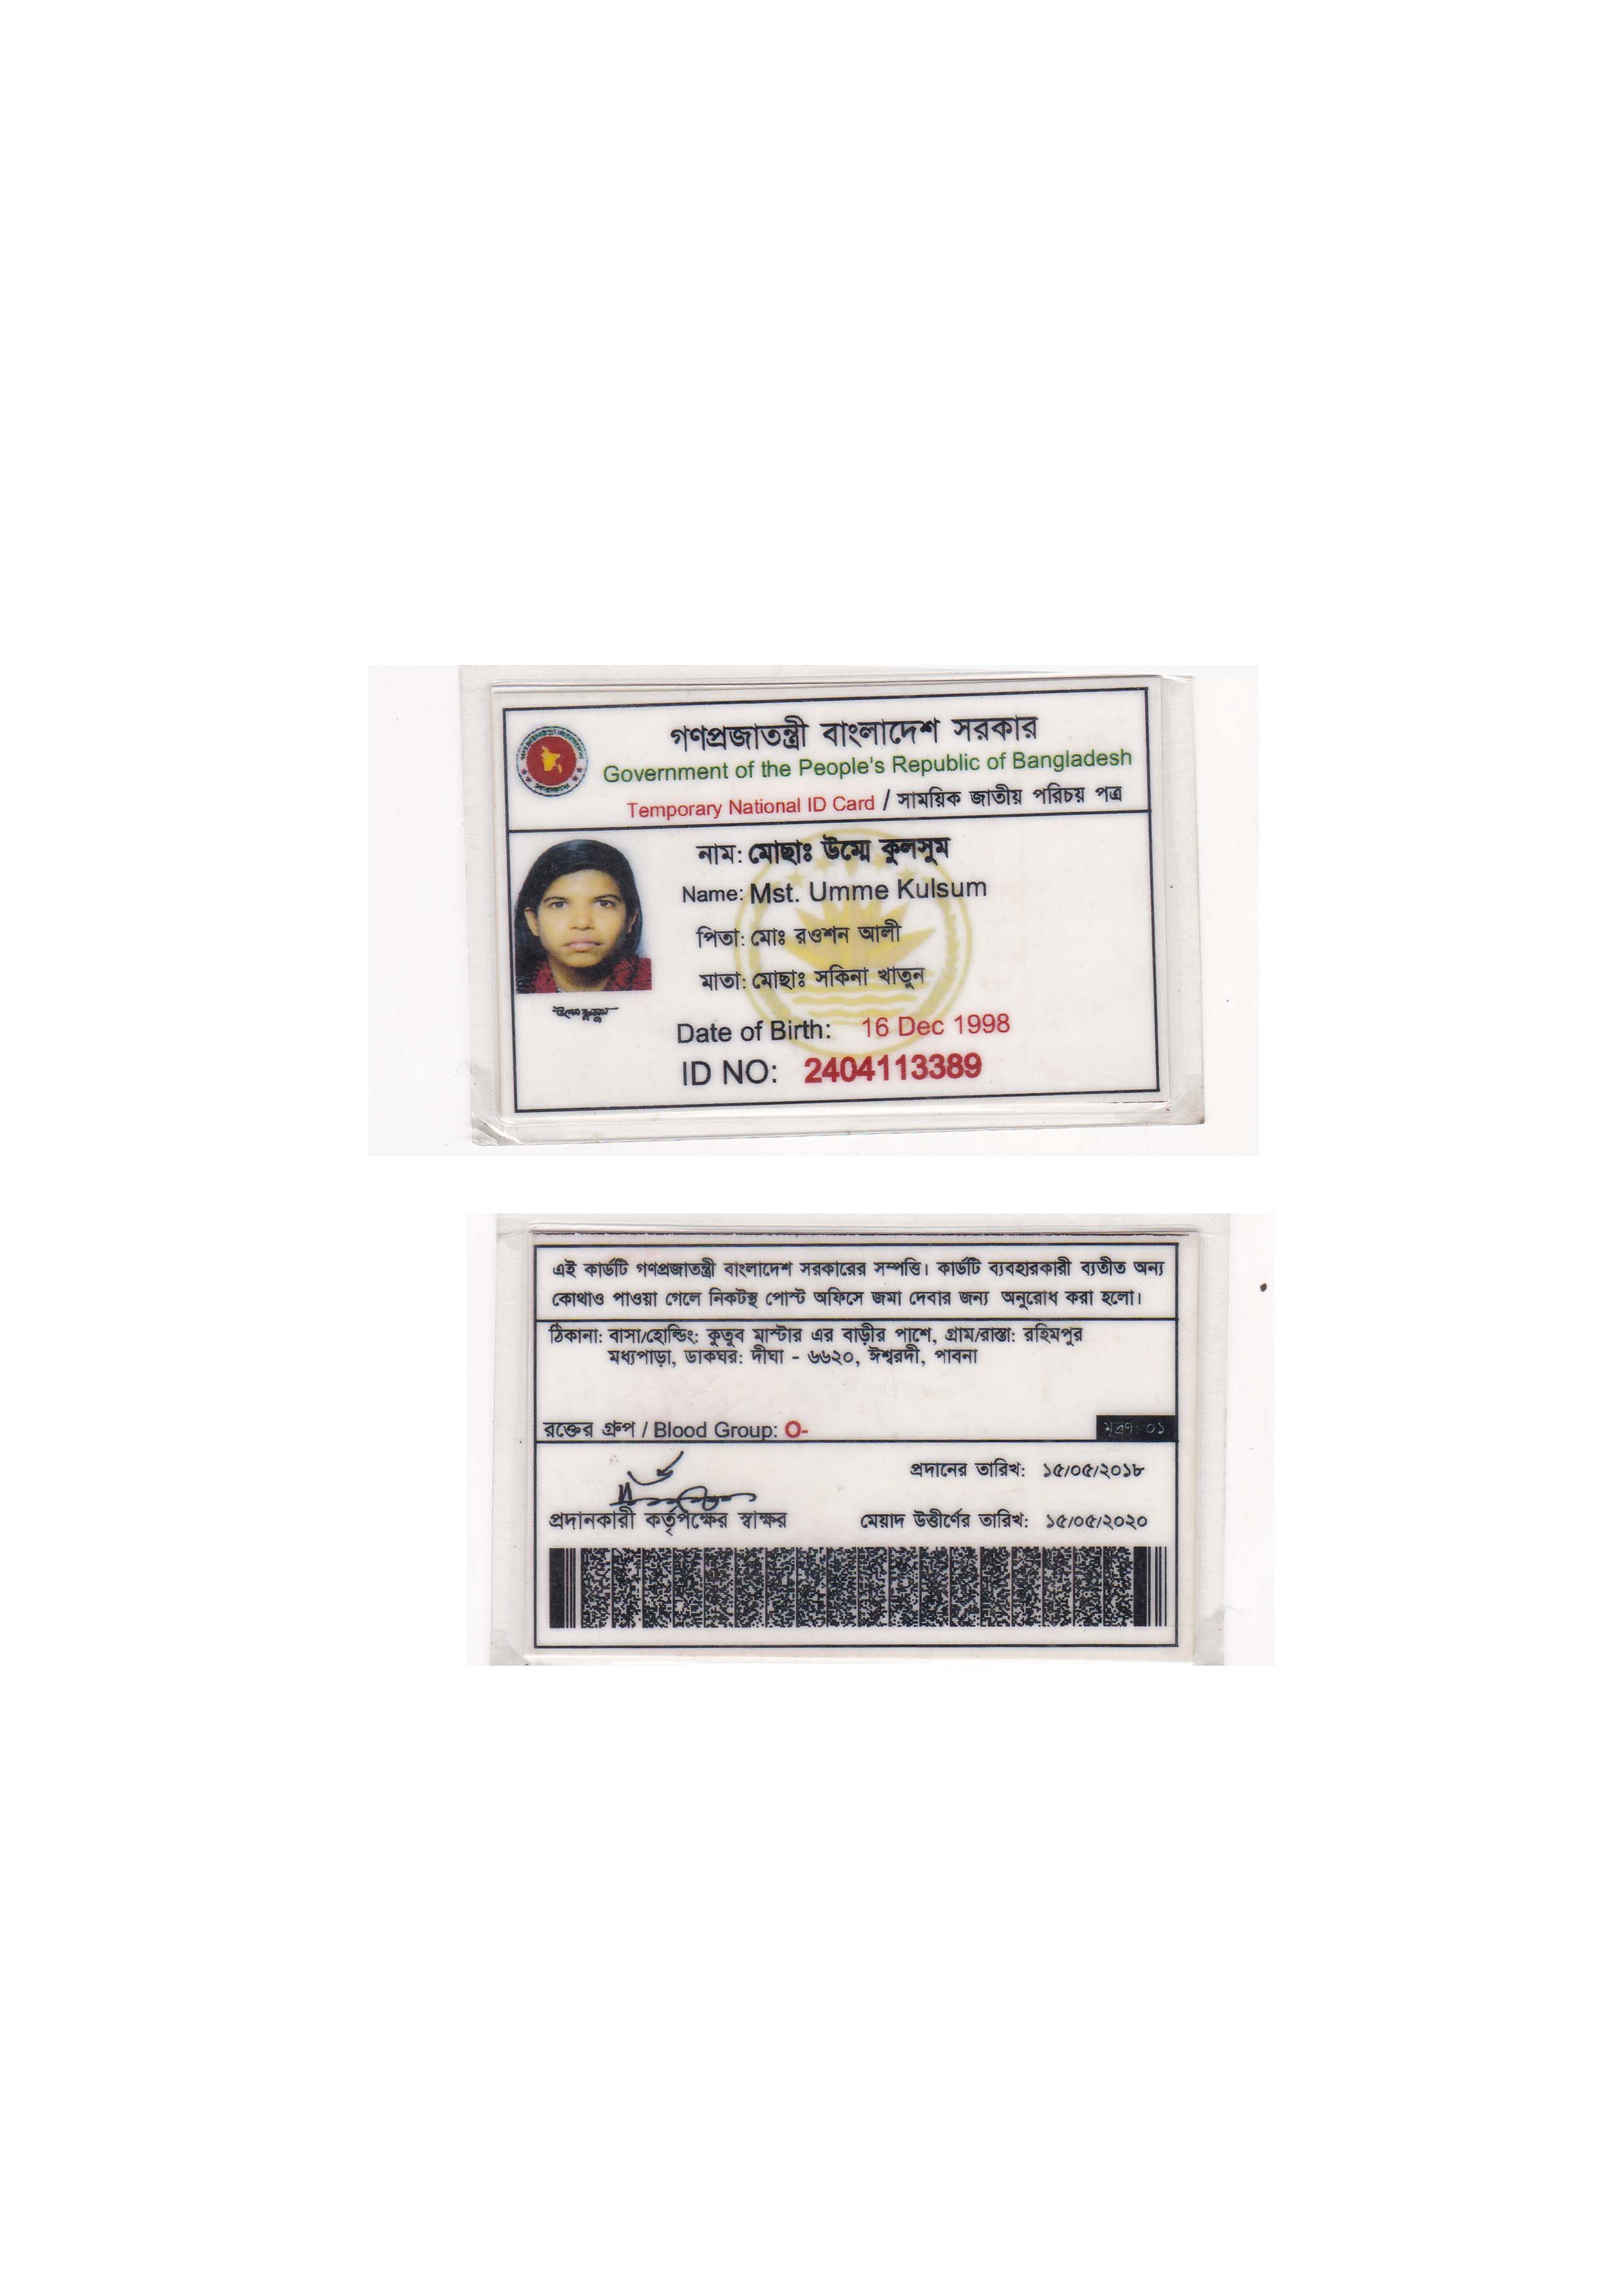 গণপ্রজাতন্ত্রী বাংলাদেশ সরকার
Government of the People's Republic of Bangladesh
Temporary National ID Card / সাময়িক জাতীয় পরিচয় পত্র
নাম: মোছাঃ উম্মে কুলসুম
Name: Mst. Umme Kulsum
পিতা: মোঃ রওশন আলী
মাতা: মোছাঃ সকিনা খাতুন
Date of Birth: 16 Dec 1998
ID NO: 2404113389
এই কার্ডটি গণপ্রজাতন্ত্রী বাংলাদেশ সরকারের সম্পত্তি। কার্ডটি ব্যবহারকারী ব্যতীত অন্য
কোথাও পাওয়া গেলে নিকটস্থ পোস্ট অফিসে জমা দেবার জন্য অনুরোধ করা হলো।
ঠিকানা: বাসা/হোল্ডিং: কুতুব মাস্টার এর বাড়ীর পাশে, গ্রাম/রাস্তা: রহিমপুর
মধ্যপাড়া, ডাকঘর: দীঘা - ৬৬২০, ঈশ্বরদী, পাবনা
রক্তের গ্রুপ / Blood Group: O-
মুদ্রণ: ০১
প্রদানের তারিখ: ১৫/০৫/২০১৮
প্রদানকারী কর্তৃপক্ষের স্বাক্ষর
মেয়াদ উত্তীর্ণের তারিখ: ১৫/০৫/২০২০